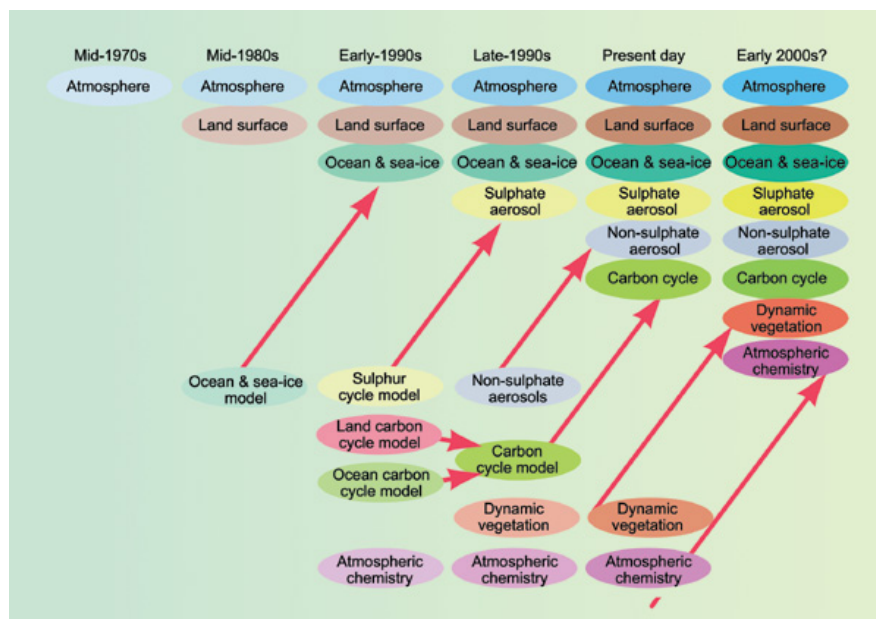 Mid-1970s Mid-1980s Early-1990s Late-1990s Present day Early 2000s?
Atmosphere Atmosphere Atmosphere Atmosphere Atmosphere Atmosphere
Land surface Land surface Land surface Land surface Land surface
Ocean & sea-ice Ocean & sea-ice Ocean & sea-ice Ocean & sea-ice
Sulphate Sulphate Sluphate
aerosol aerosol aerosol
Non-sulphate Non-sulphate
aerosol aerosol
Carbon cycle Carbon cycle
Dynamic
vegetation
Atmospheric
chemistry
Ocean & sea-ice
model
Sulphur
cycle model
Non-sulphate
aerosols
Land carbon
cycle model
Carbon
cycle model
Ocean carbon
cycle model
Dynamic Dynamic
vegetation vegetation
Atmospheric Atmospheric Atmospheric
chemistry chemistry chemistry